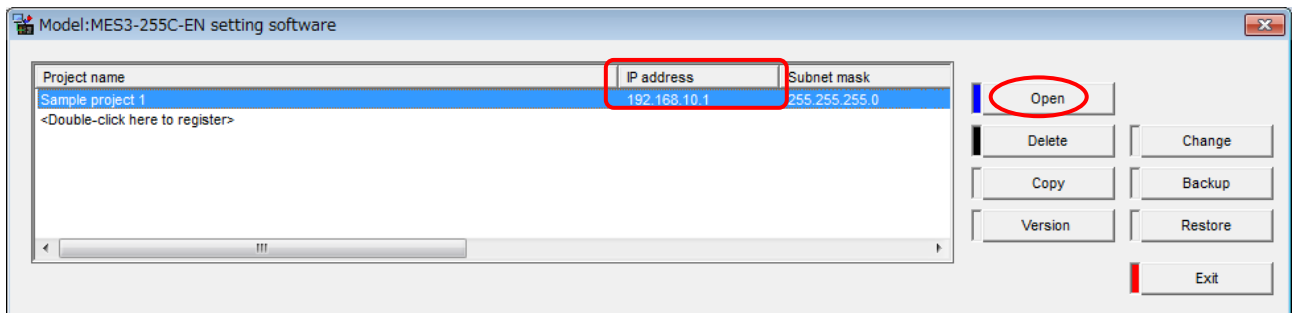 Model:MES3-255C-EN setting software
Project name IP address Subnet mask
Sample project 1 192.168.10.1 255.255.255.0
<Double-click here to register>
Open
Delete Change
Copy Backup
Version Restore
Exit